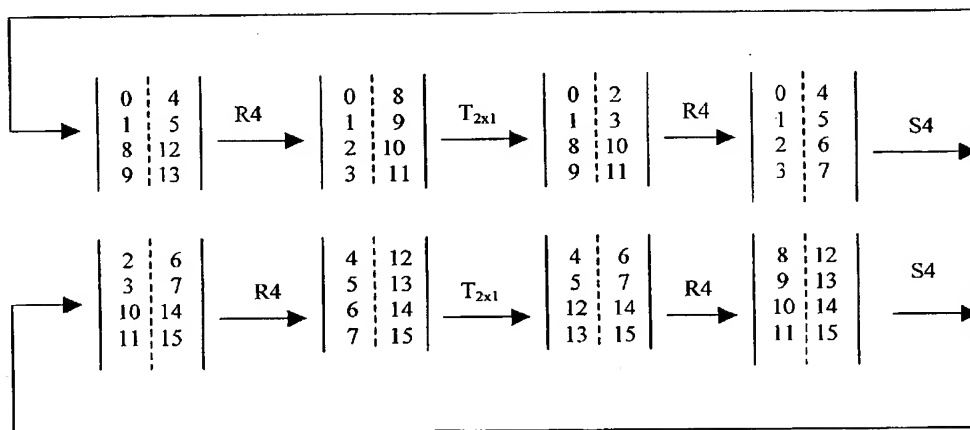 0 4 0 8 0 2 0 4
1 5 R4 1 9 T2x1 1 3 R4 1 5 S4
8 12 2 10 8 10 2 6
9 13 3 11 9 11 3 7
2 6 4 12 4 6 8 12
3 7 R4 5 13 T2x1 5 7 R4 9 13 S4
10 14 6 14 12 14 10 14
11 15 7 15 13 15 11 15